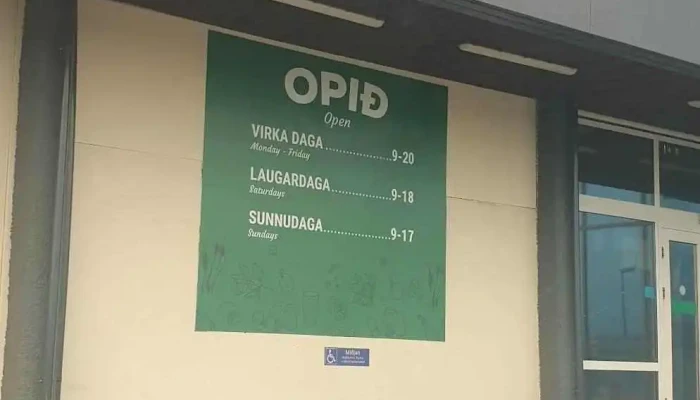 OPIÐ
Open
VIRKA DAGA..................9-20
Monday - Friday
LAUGARDAGA................9-18
Saturdays
SUNNUDAGA...................9-17
Sundays